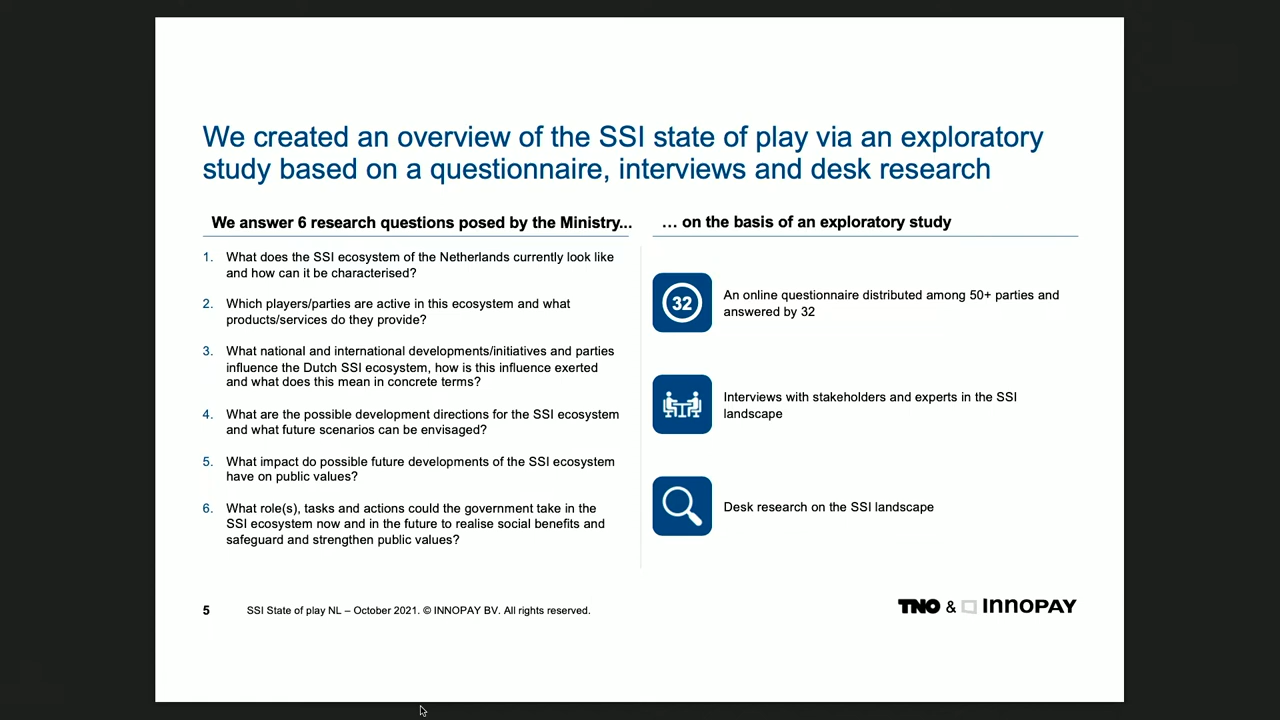 We created an overview of the SSI state of play via an exploratory
study based on a questionnaire, interviews and desk research
We answer 6 research questions posed by the Ministry...
1. What does the SSI ecosystem of the Netherlands currently look like
and how can it be characterised?
2. Which players/parties are active in this ecosystem and what
products/services do they provide?
3. What national and international developments/initiatives and parties
influence the Dutch SSI ecosystem, how is this influence exerted
and what does this mean in concrete terms?
4. What are the possible development directions for the SSI ecosystem
and what future scenarios can be envisaged?
5. What impact do possible future developments of the SSI ecosystem
have on public values?
6. What role(s), tasks and actions could the government take in the
SSI ecosystem now and in the future to realise social benefits and
safeguard and strengthen public values?
… on the basis of an exploratory study
32
An online questionnaire distributed among 50+ parties and
answered by 32
Interviews with stakeholders and experts in the SSI
landscape
Desk research on the SSI landscape
5 SSI State of play NL – October 2021. © INNOPAY BV. All rights reserved.
TNO & INNOPAY